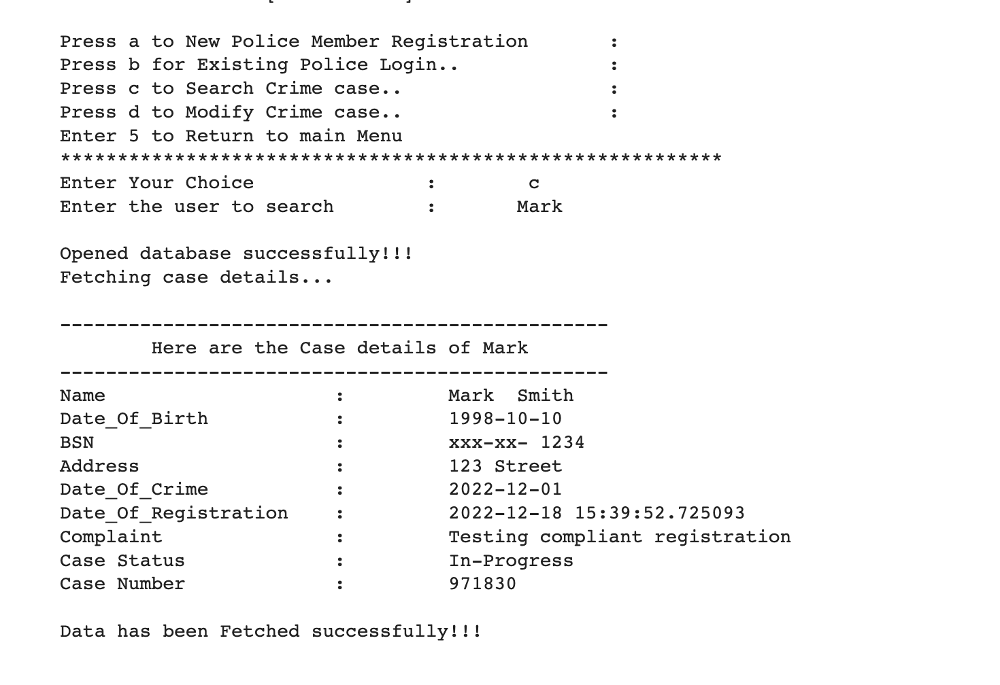 Press a to New Police Member Registration :
Press b for Existing Police Login.. :
Press c to Search Crime case.. :
Press d to Modify Crime case.. :
Enter 5 to Return to main Menu
**********************************************************
Enter Your Choice : c
Enter the user to search : Mark
Opened database successfully!!!
Fetching case details...
------------------------------------------------
Here are the Case details of Mark
------------------------------------------------
Name : Mark Smith
Date_Of_Birth : 1998-10-10
BSN : xxx-xx- 1234
Address : 123 Street
Date_Of_Crime : 2022-12-01
Date_Of_Registration : 2022-12-18 15:39:52.725093
Complaint : Testing compliant registration
Case Status : In-Progress
Case Number : 971830
Data has been Fetched successfully!!!